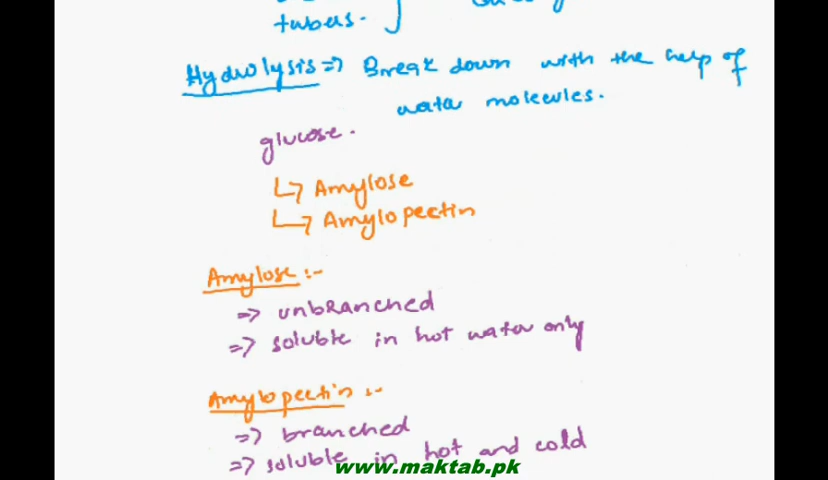 tubers.
Hydrolysis => Break down with the help of
water molecules.
glucose.
↳ Amylose
↳ Amylopectin
Amylose :-
=> unbranched
=> soluble in hot water only
Amylopectin :-
=> branched
=> soluble in hot and cold
www.maktab.pk